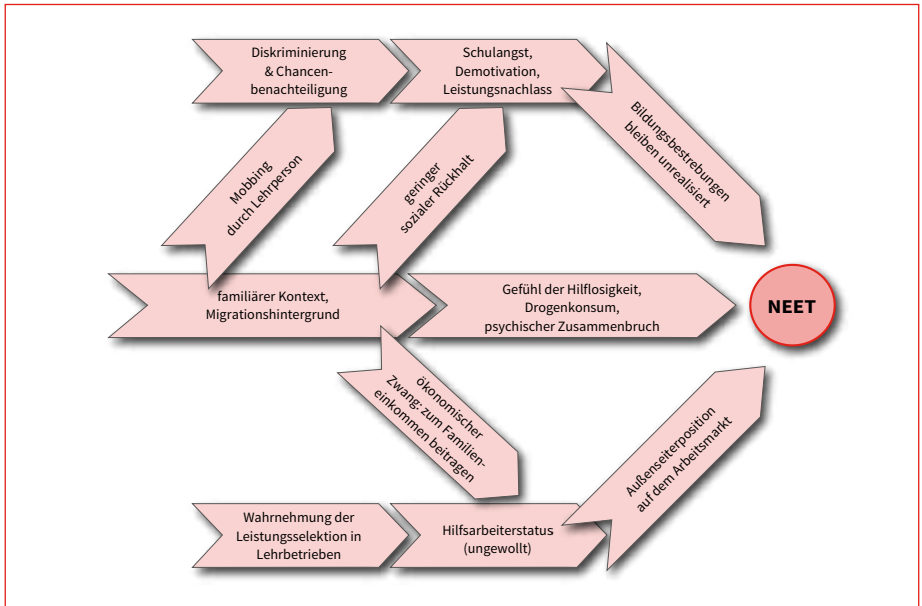 Diskriminierung
& Chancen-
benachteiligung
Schulangst,
Demotivation,
Leistungsnachlass
Bildungsbestrebungen
bleiben unrealisiert
Mobbing
durch Lehrperson
geringer
sozialer Rückhalt
familiärer Kontext,
Migrationshintergrund
Gefühl der Hilflosigkeit,
Drogenkonsum,
psychischer Zusammenbruch
NEET
ökonomischer
Zwang: zum Familien-
einkommen beitragen
Außenseiterposition
auf dem Arbeitsmarkt
Wahrnehmung der
Leistungsselektion in
Lehrbetrieben
Hilfsarbeiterstatus
(ungewollt)